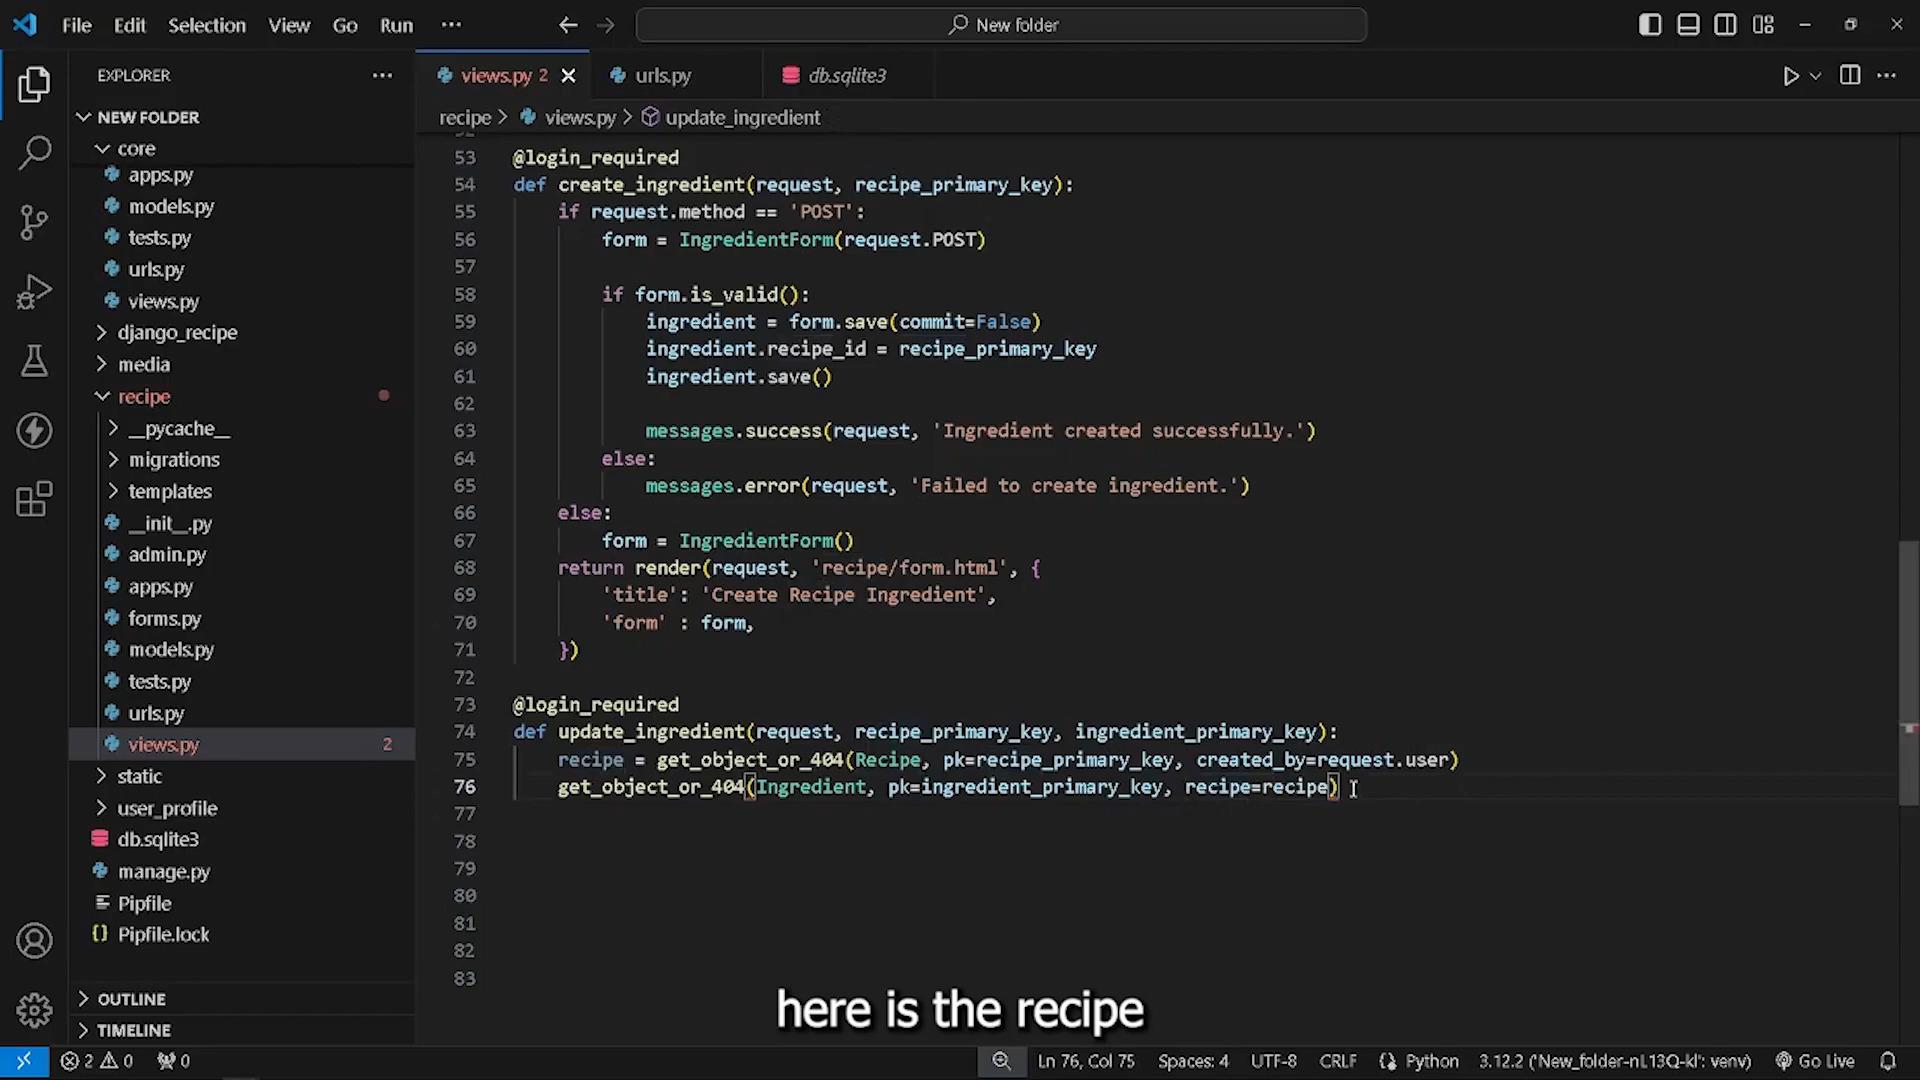 File Edit Selection View Go Run ··· New folder
EXPLORER ···
views.py 2
urls.py
db.sqlite3
recipe > views.py > update_ingredient
NEW FOLDER
core
apps.py
models.py
tests.py
urls.py
views.py
django_recipe
media
recipe
__pycache__
migrations
templates
__init__.py
admin.py
apps.py
forms.py
models.py
tests.py
urls.py
views.py 2
static
user_profile
db.sqlite3
manage.py
Pipfile
Pipfile.lock
OUTLINE
TIMELINE
53 @login_required
54 def create_ingredient(request, recipe_primary_key):
55 if request.method == 'POST':
56 form = IngredientForm(request.POST)
57
58 if form.is_valid():
59 ingredient = form.save(commit=False)
60 ingredient.recipe_id = recipe_primary_key
61 ingredient.save()
62
63 messages.success(request, 'Ingredient created successfully.')
64 else:
65 messages.error(request, 'Failed to create ingredient.')
66 else:
67 form = IngredientForm()
68 return render(request, 'recipe/form.html', {
69 'title': 'Create Recipe Ingredient',
70 'form' : form,
71 })
72
73 @login_required
74 def update_ingredient(request, recipe_primary_key, ingredient_primary_key):
75 recipe = get_object_or_404(Recipe, pk=recipe_primary_key, created_by=request.user)
76 get_object_or_404(Ingredient, pk=ingredient_primary_key, recipe=recipe)
77
78
79
80
81
82
83
here is the recipe
2 0 0 Ln 76, Col 75 Spaces: 4 UTF-8 CRLF Python 3.12.2 ('New_folder-nL13Q-kl': venv) Go Live